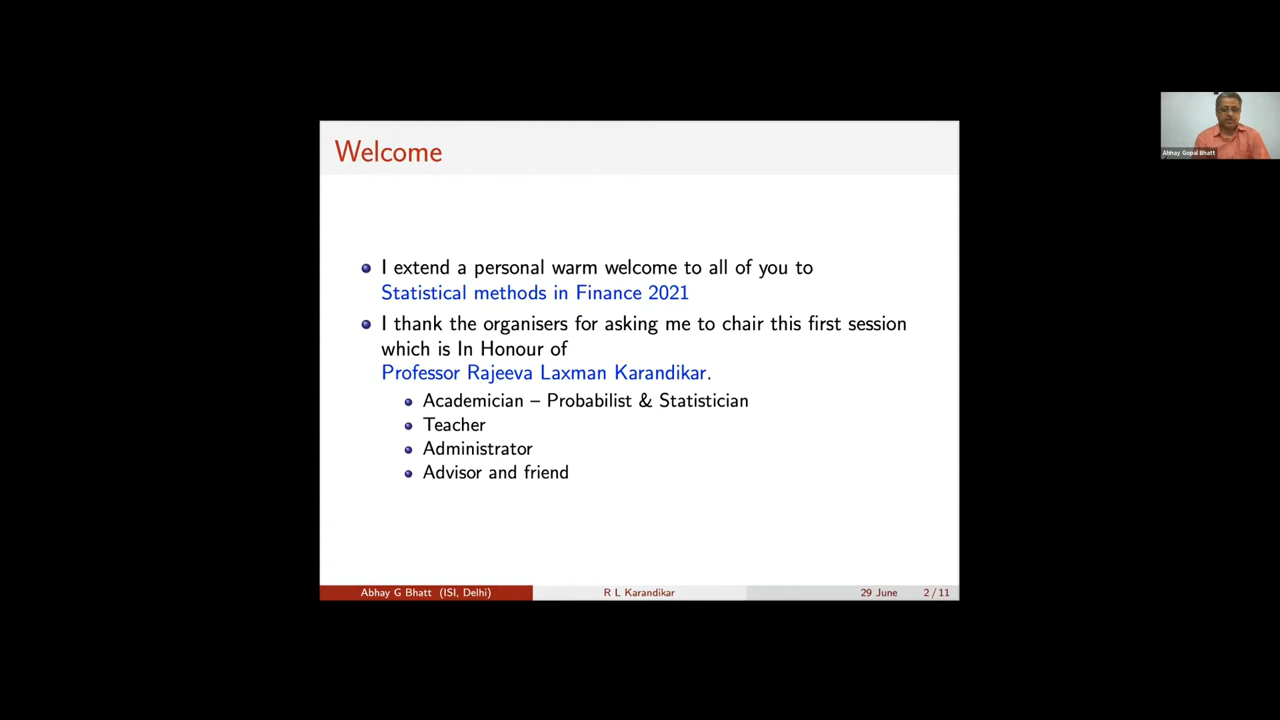 Welcome
I extend a personal warm welcome to all of you to
Statistical methods in Finance 2021
I thank the organisers for asking me to chair this first session
which is In Honour of
Professor Rajeeva Laxman Karandikar.
Academician – Probabilist & Statistician
Teacher
Administrator
Advisor and friend
Abhay G Bhatt (ISI, Delhi) R L Karandikar 29 June 2 / 11
Abhay Gopal Bhatt